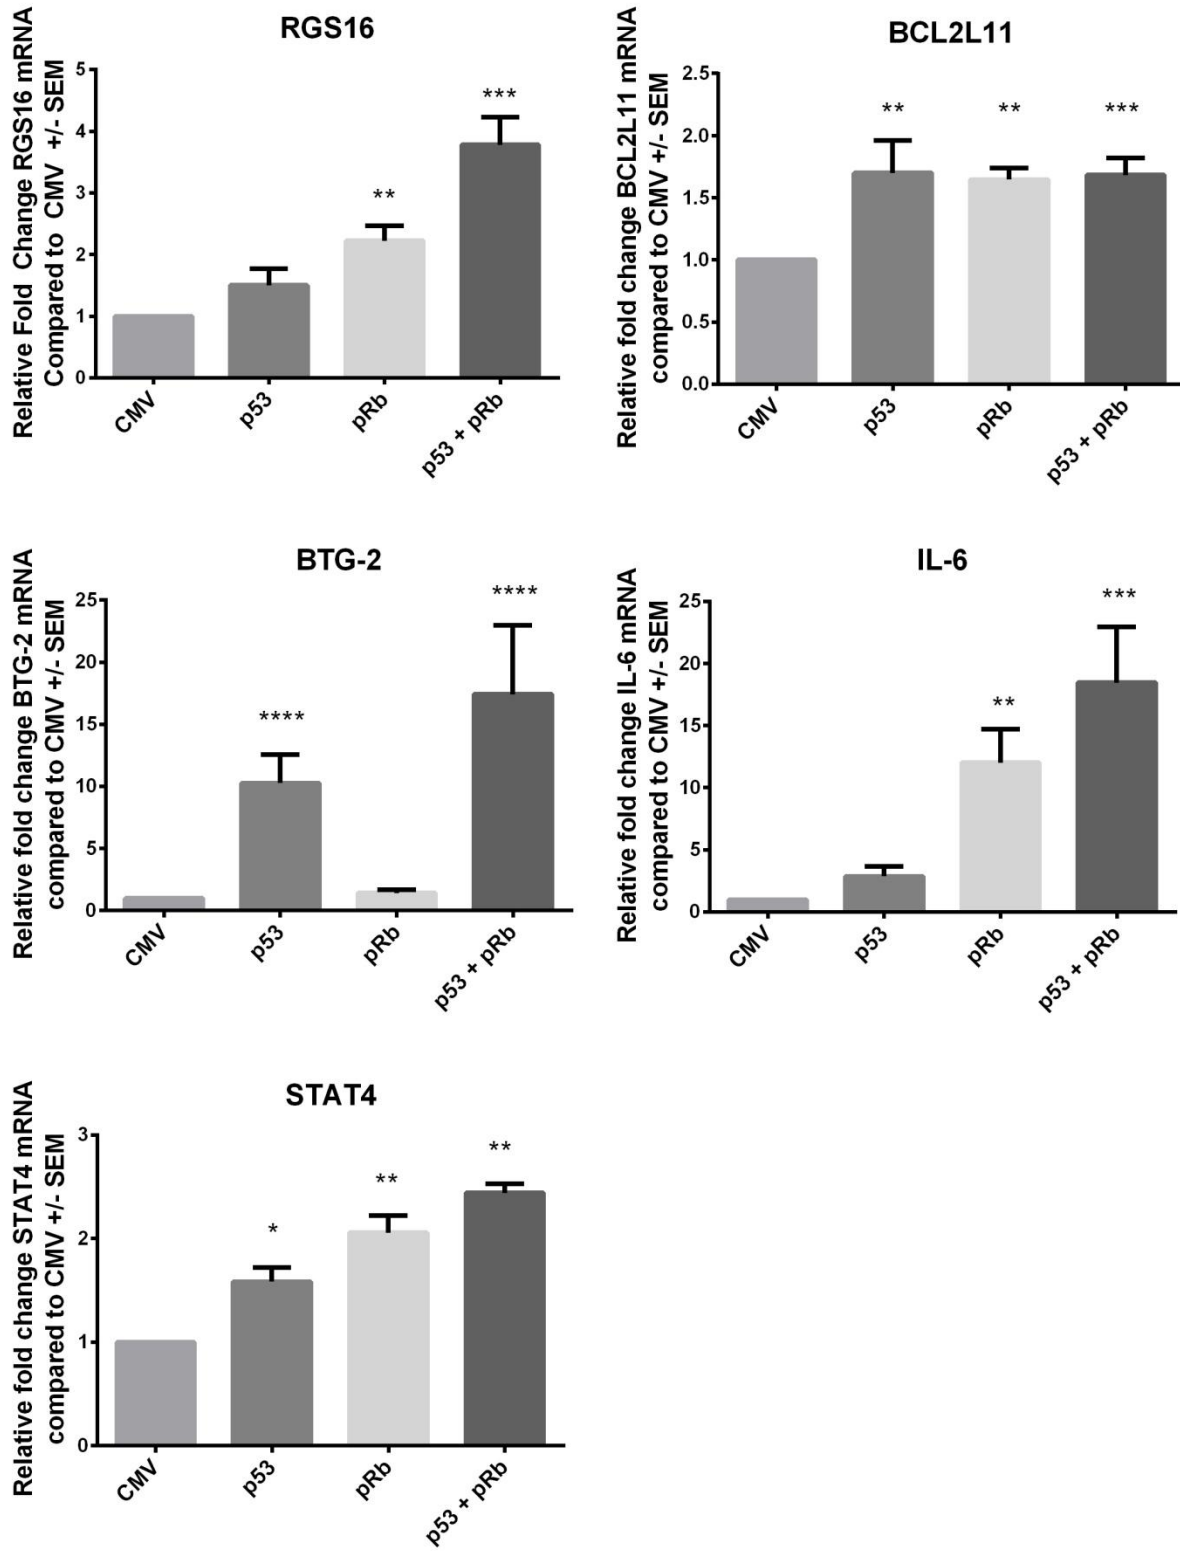 RGS16
Relative Fold Change RGS16 mRNA
Compared to CMV +/- SEM
5
4
3
2
1
0
**
***
CMV
p53
pRb
p53 + pRb
BCL2L11
Relative fold change BCL2L11 mRNA
compared to CMV +/- SEM
2.5
2.0
1.5
1.0
0.5
0.0
**
**
***
CMV
p53
pRb
p53 + pRb
BTG-2
Relative fold change BTG-2 mRNA
compared to CMV +/- SEM
25
20
15
10
5
0
****
****
CMV
p53
pRb
p53 + pRb
IL-6
Relative fold change IL-6 mRNA
compared to CMV +/- SEM
25
20
15
10
5
0
**
***
CMV
p53
pRb
p53 + pRb
STAT4
Relative fold change STAT4 mRNA
compared to CMV +/- SEM
3
2
1
0
*
**
**
CMV
p53
pRb
p53 + pRb